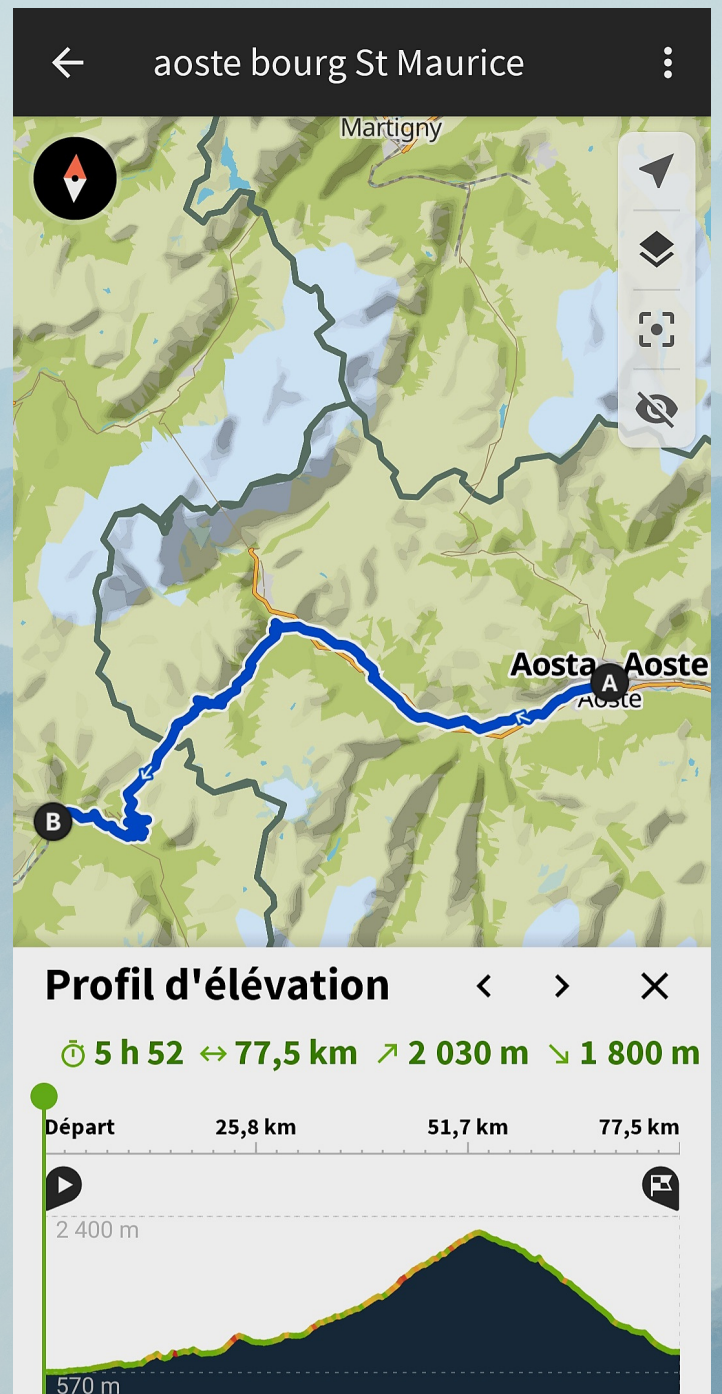 aoste bourg St Maurice
Martigny
Aosta Aoste
A
Aoste
B
Profil d'élévation
5 h 52 77,5 km 2 030 m 1 800 m
Départ 25,8 km 51,7 km 77,5 km
2 400 m
570 m